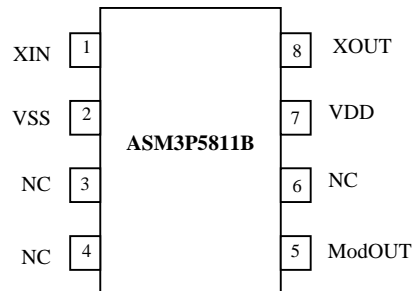 XIN 1 8 XOUT
VSS 2 7 VDD
ASM3P5811B
NC 3 6 NC
NC 4 5 ModOUT